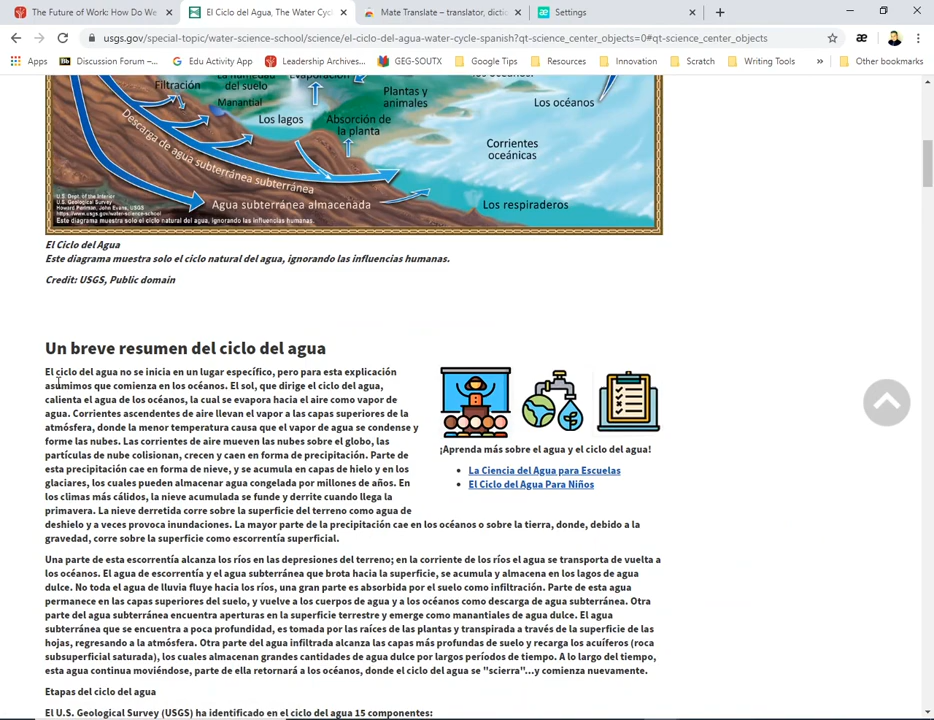 The Future of Work: How Do We
El Ciclo del Agua, The Water Cyc
Mate Translate – translator, dictio
Settings
usgs.gov/special-topic/water-science-school/science/el-ciclo-del-agua-water-cycle-spanish?qt-science_center_objects=0#qt-science_center_objects
Apps
Discussion Forum –...
Edu Activity App
Leadership Archives...
GEG-SOUTX
Google Tips
Resources
Innovation
Scratch
Writing Tools
»
Other bookmarks
Filtración
La humedad
del suelo
Evaporación
los océanos.
Manantial
Plantas y
animales
Los océanos
Los lagos
Absorción de
la planta
Corrientes
oceánicas
Descarga de agua subterránea subterránea
Agua subterránea almacenada
Los respiraderos
U.S. Dept. of the Interior
U.S. Geological Survey
Howard Perlman, John Evans, USGS
https://www.usgs.gov/water-science-school
Este diagrama muestra solo el ciclo natural del agua, ignorando las influencias humanas.
El Ciclo del Agua
Este diagrama muestra solo el ciclo natural del agua, ignorando las influencias humanas.
Credit: USGS, Public domain
Un breve resumen del ciclo del agua
El ciclo del agua no se inicia en un lugar específico, pero para esta explicación
asumimos que comienza en los océanos. El sol, que dirige el ciclo del agua,
calienta el agua de los océanos, la cual se evapora hacia el aire como vapor de
agua. Corrientes ascendentes de aire llevan el vapor a las capas superiores de la
atmósfera, donde la menor temperatura causa que el vapor de agua se condense y
forme las nubes. Las corrientes de aire mueven las nubes sobre el globo, las
partículas de nube colisionan, crecen y caen en forma de precipitación. Parte de
esta precipitación cae en forma de nieve, y se acumula en capas de hielo y en los
glaciares, los cuales pueden almacenar agua congelada por millones de años. En
los climas más cálidos, la nieve acumulada se funde y derrite cuando llega la
primavera. La nieve derretida corre sobre la superficie del terreno como agua de
deshielo y a veces provoca inundaciones. La mayor parte de la precipitación cae en los océanos o sobre la tierra, donde, debido a la
gravedad, corre sobre la superficie como escorrentía superficial.
¡Aprenda más sobre el agua y el ciclo del agua!
La Ciencia del Agua para Escuelas
El Ciclo del Agua Para Niños
Una parte de esta escorrentía alcanza los ríos en las depresiones del terreno; en la corriente de los ríos el agua se transporta de vuelta a
los océanos. El agua de escorrentía y el agua subterránea que brota hacia la superficie, se acumula y almacena en los lagos de agua
dulce. No toda el agua de lluvia fluye hacia los ríos, una gran parte es absorbida por el suelo como infiltración. Parte de esta agua
permanece en las capas superiores del suelo, y vuelve a los cuerpos de agua y a los océanos como descarga de agua subterránea. Otra
parte del agua subterránea encuentra aperturas en la superficie terrestre y emerge como manantiales de agua dulce. El agua
subterránea que se encuentra a poca profundidad, es tomada por las raíces de las plantas y transpirada a través de la superficie de las
hojas, regresando a la atmósfera. Otra parte del agua infiltrada alcanza las capas más profundas de suelo y recarga los acuíferos (roca
subsuperficial saturada), los cuales almacenan grandes cantidades de agua dulce por largos períodos de tiempo. A lo largo del tiempo,
esta agua continua moviéndose, parte de ella retornará a los océanos, donde el ciclo del agua se "scierra"...y comienza nuevamente.
Etapas del ciclo del agua
El U.S. Geological Survey (USGS) ha identificado en el ciclo del agua 15 componentes: